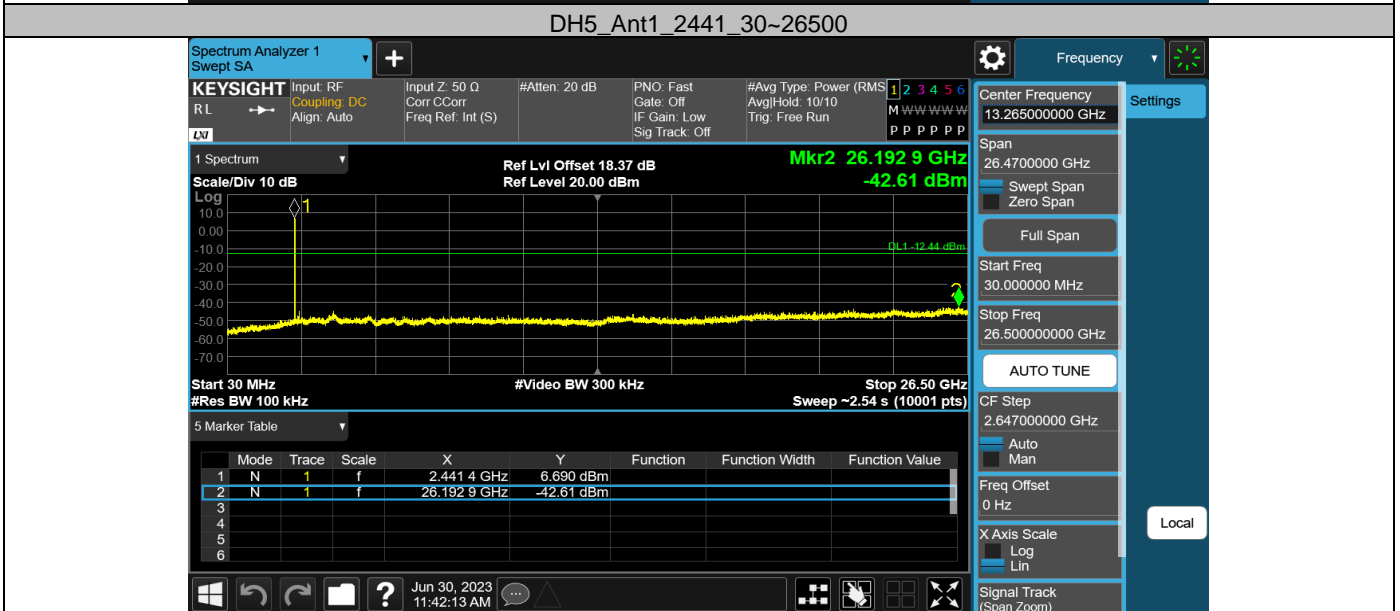 DH5_Ant1_2441_30~26500
Spectrum Analyzer 1
Swept SA
Frequency
KEYSIGHT
RL
LXI
Input: RF
Coupling: DC
Align: Auto
Input Z: 50 Ω
Corr CCorr
Freq Ref: Int (S)
#Atten: 20 dB
PNO: Fast
Gate: Off
IF Gain: Low
Sig Track: Off
#Avg Type: Power (RMS
Avg|Hold: 10/10
Trig: Free Run
1 2 3 4 5 6
M W W W W W
P P P P P P
1 Spectrum
Scale/Div 10 dB
Ref Lvl Offset 18.37 dB
Ref Level 20.00 dBm
Mkr2 26.192 9 GHz
-42.61 dBm
Log
10.0
0.00
-10.0
-20.0
-30.0
-40.0
-50.0
-60.0
-70.0
1
DL1 -12.44 dBm
2
Start 30 MHz
#Video BW 300 kHz
Stop 26.50 GHz
#Res BW 100 kHz
Sweep ~2.54 s (10001 pts)
5 Marker Table
Mode Trace Scale X Y Function Function Width Function Value
1 N 1 f 2.441 4 GHz 6.690 dBm
2 N 1 f 26.192 9 GHz -42.61 dBm
3
4
5
6
Jun 30, 2023
11:42:13 AM
Center Frequency
13.265000000 GHz
Settings
Span
26.4700000 GHz
Swept Span
Zero Span
Full Span
Start Freq
30.000000 MHz
Stop Freq
26.500000000 GHz
AUTO TUNE
CF Step
2.647000000 GHz
Auto
Man
Freq Offset
0 Hz
Local
X Axis Scale
Log
Lin
Signal Track
(Span Zoom)